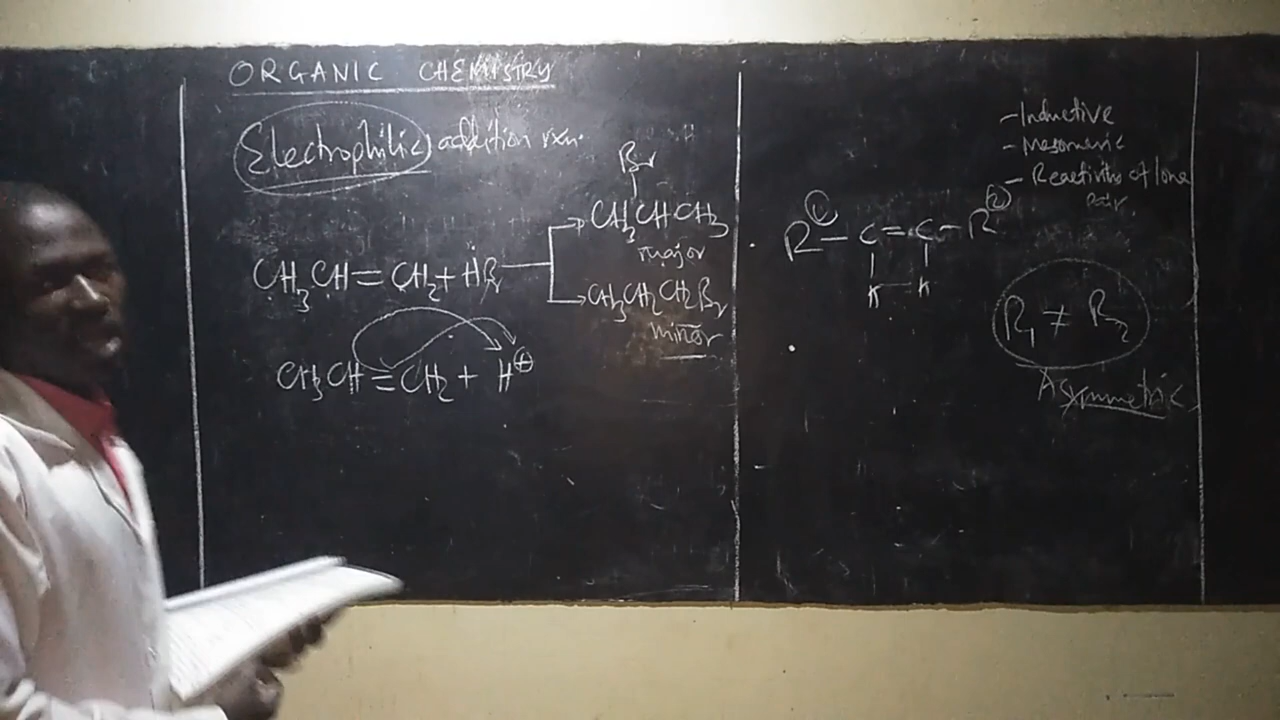 ORGANIC CHEMISTRY
Electrophilic addition rxn.
Br
CH3CHCH3
major
CH3CH=CH2+HBr
CH3CH2CH2Br
minor
CH3CH=CH2 + H⊕
- Inductive
- Mesomeric
- Reactivity of lone
pair
R① - C=C - R②
H H
R1 ≠ R2
Asymmetric